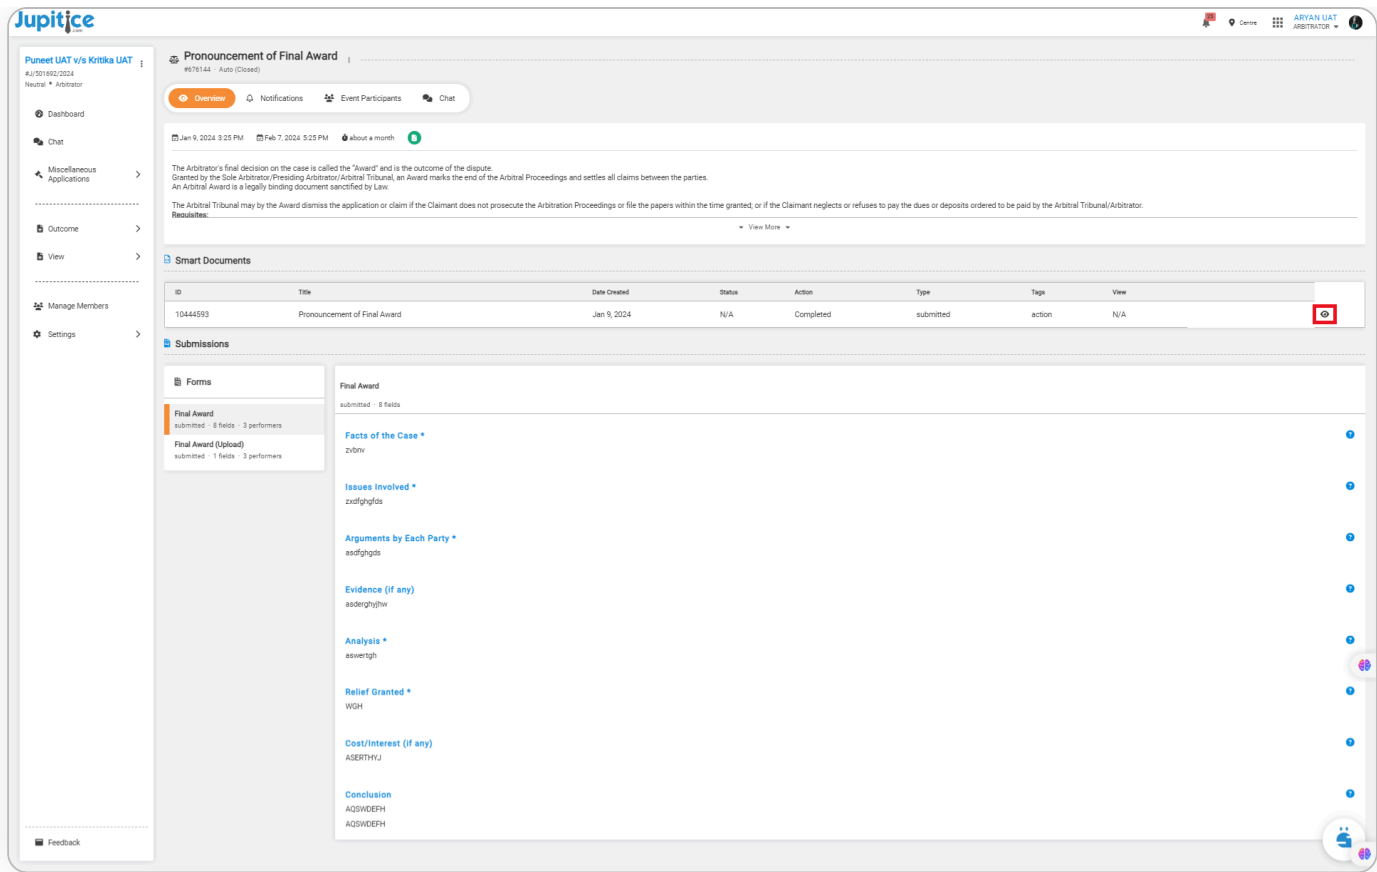 Jupitice
.com
25
Centre
ARYAN UAT
ARBITRATOR
Puneet UAT v/s Kritika UAT
#J/501692/2024
Neutral * Arbitrator
Dashboard
Chat
Miscellaneous
Applications
Outcome
View
Manage Members
Settings
Feedback
Pronouncement of Final Award
#676144 · Auto (Closed)
Overview
Notifications
Event Participants
Chat
Jan 9, 2024 3:25 PM
Feb 7, 2024 5:25 PM
about a month
The Arbitrator's final decision on the case is called the "Award" and is the outcome of the dispute.
Granted by the Sole Arbitrator/Presiding Arbitrator/Arbitral Tribunal, an Award marks the end of the Arbitral Proceedings and settles all claims between the parties.
An Arbitral Award is a legally binding document sanctified by Law.
The Arbitral Tribunal may by the Award dismiss the application or claim if the Claimant does not prosecute the Arbitration Proceedings or file the papers within the time granted; or if the Claimant neglects or refuses to pay the dues or deposits ordered to be paid by the Arbitral Tribunal/Arbitrator.
Requisites:
View More
Smart Documents
ID Title Date Created Status Action Type Tags View
10444593 Pronouncement of Final Award Jan 9, 2024 N/A Completed submitted action N/A
Submissions
Forms
Final Award
submitted · 8 fields · 3 performers
Final Award (Upload)
submitted · 1 fields · 3 performers
Final Award
submitted · 8 fields
Facts of the Case *
zvbnv
Issues Involved *
zxdfghgfds
Arguments by Each Party *
asdfghgds
Evidence (if any)
asderghyjhw
Analysis *
aswertgh
Relief Granted *
WGH
Cost/Interest (if any)
ASERTHYJ
Conclusion
AQSWDEFH
AQSWDEFH